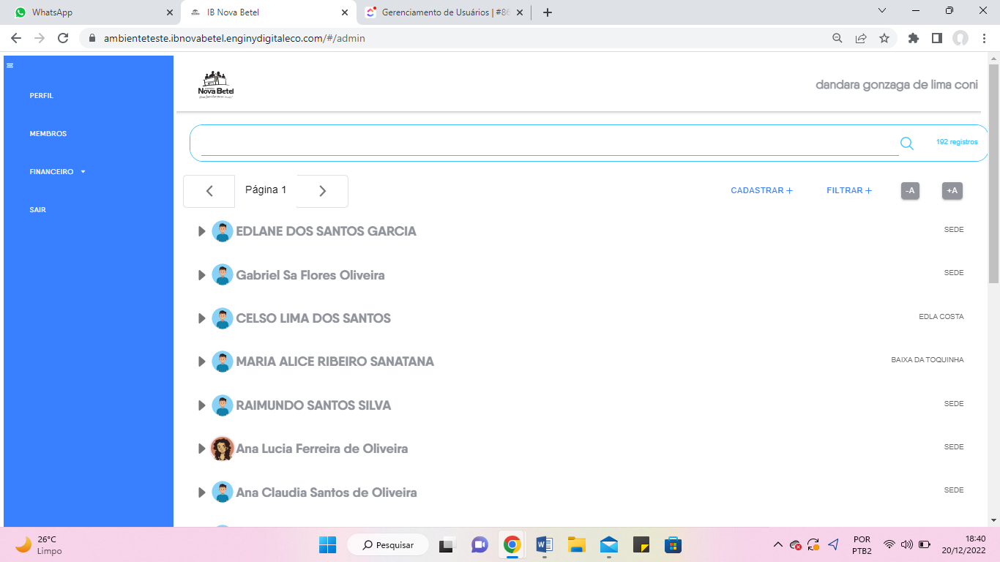 WhatsApp
IB Nova Betel
Gerenciamento de Usuários | #86
ambienteteste.ibnovabetel.enginydigitaleco.com/#/admin
Nova Betel
dandara gonzaga de lima coni
PERFIL
MEMBROS
FINANCEIRO
SAIR
192 registros
Página 1
CADASTRAR +
FILTRAR +
-A
+A
EDLANE DOS SANTOS GARCIA SEDE
Gabriel Sa Flores Oliveira SEDE
CELSO LIMA DOS SANTOS EDLA COSTA
MARIA ALICE RIBEIRO SANATANA BAIXA DA TOQUINHA
RAIMUNDO SANTOS SILVA SEDE
Ana Lucia Ferreira de Oliveira SEDE
Ana Claudia Santos de Oliveira SEDE
26°C
Limpo
Pesquisar
POR
PTB2
18:40
20/12/2022